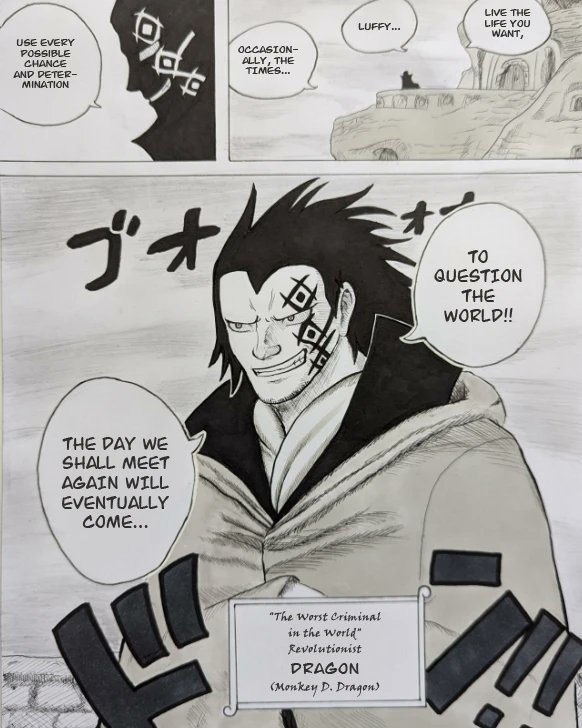 LIVE THE
LIFE YOU
WANT,
LUFFY...
OCCASION-
ALLY, THE
TIMES...
USE EVERY
POSSIBLE
CHANCE
AND DETER-
MINATION
TO
QUESTION
THE
WORLD!!
ゴオ
オオ
THE DAY WE
SHALL MEET
AGAIN WILL
EVENTUALLY
COME...
"The Worst Criminal
in the World"
Revolutionist
DRAGON
(Monkey D. Dragon)
ド